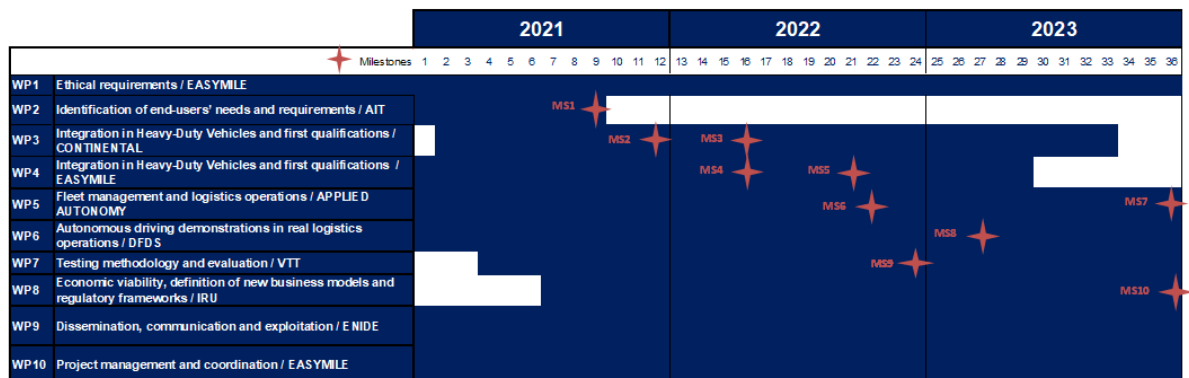 2021 2022 2023
Milestones 1 2 3 4 5 6 7 8 9 10 11 12 13 14 15 16 17 18 19 20 21 22 23 24 25 26 27 28 29 30 31 32 33 34 35 36
WP1 Ethical requirements / EASYMILE
WP2 Identification of end-users' needs and requirements / AIT MS1
WP3 Integration in Heavy-Duty Vehicles and first qualifications /
CONTINENTAL MS2 MS3
WP4 Integration in Heavy-Duty Vehicles and first qualifications /
EASYMILE MS4 MS5
WP5 Fleet management and logistics operations / APPLIED
AUTONOMY MS6 MS7
WP6 Autonomous driving demonstrations in real logistics
operations / DFDS MS8
WP7 Testing methodology and evaluation / VTT MS9
WP8 Economic viability, definition of new business models and
regulatory frameworks / IRU MS10
WP9 Dissemination, communication and exploitation / ENIDE
WP10 Project management and coordination / EASYMILE